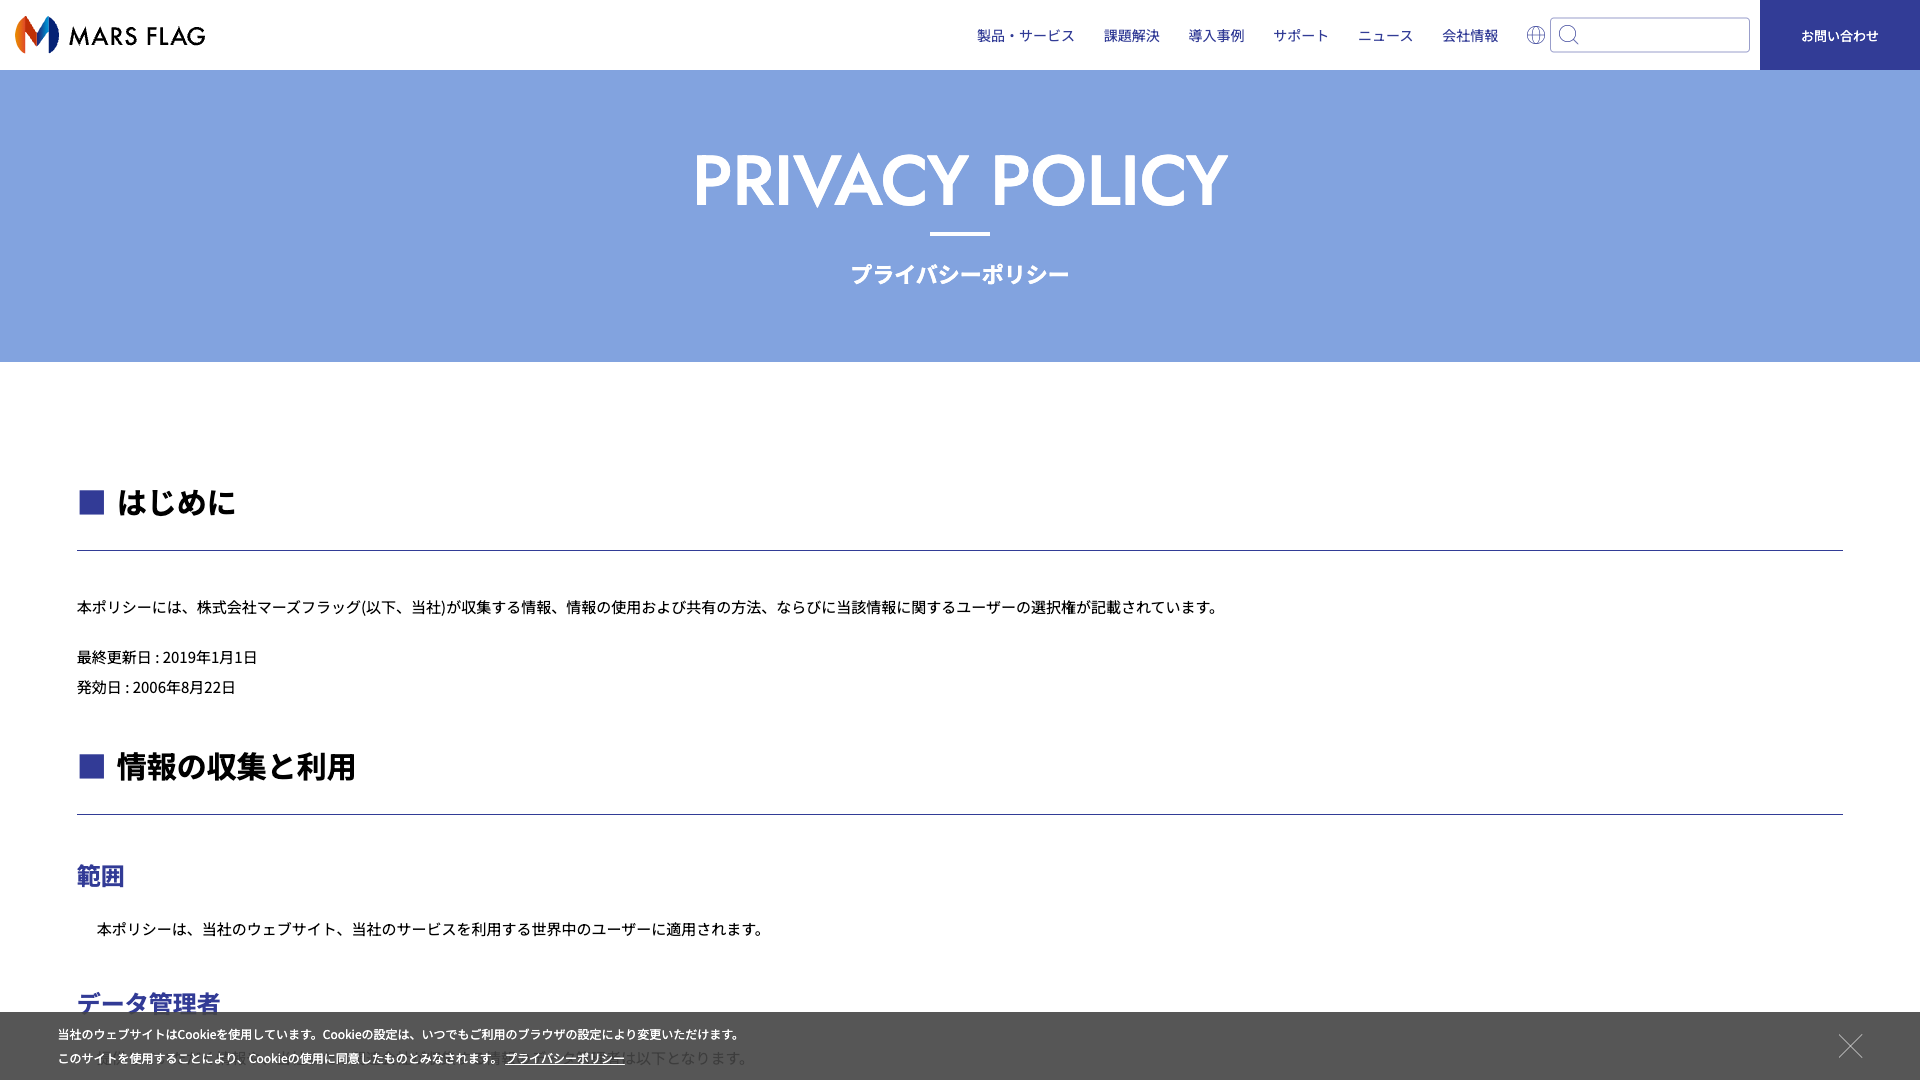 MARS FLAG
製品・サービス
課題解決
導入事例
サポート
ニュース
会社情報
お問い合わせ
PRIVACY POLICY
プライバシーポリシー
■ はじめに
本ポリシーには、株式会社マーズフラッグ(以下、当社)が収集する情報、情報の使用および共有の方法、ならびに当該情報に関するユーザーの選択権が記載されています。
最終更新日 : 2019年1月1日
発効日 : 2006年8月22日
■ 情報の収集と利用
範囲
本ポリシーは、当社のウェブサイト、当社のサービスを利用する世界中のユーザーに適用されます。
データ管理者
当社のウェブサイトはCookieを使用しています。Cookieの設定は、いつでもご利用のブラウザの設定により変更いただけます。
このサイトを使用することにより、Cookieの使用に同意したものとみなされます。 プライバシーポリシー
は以下となります。